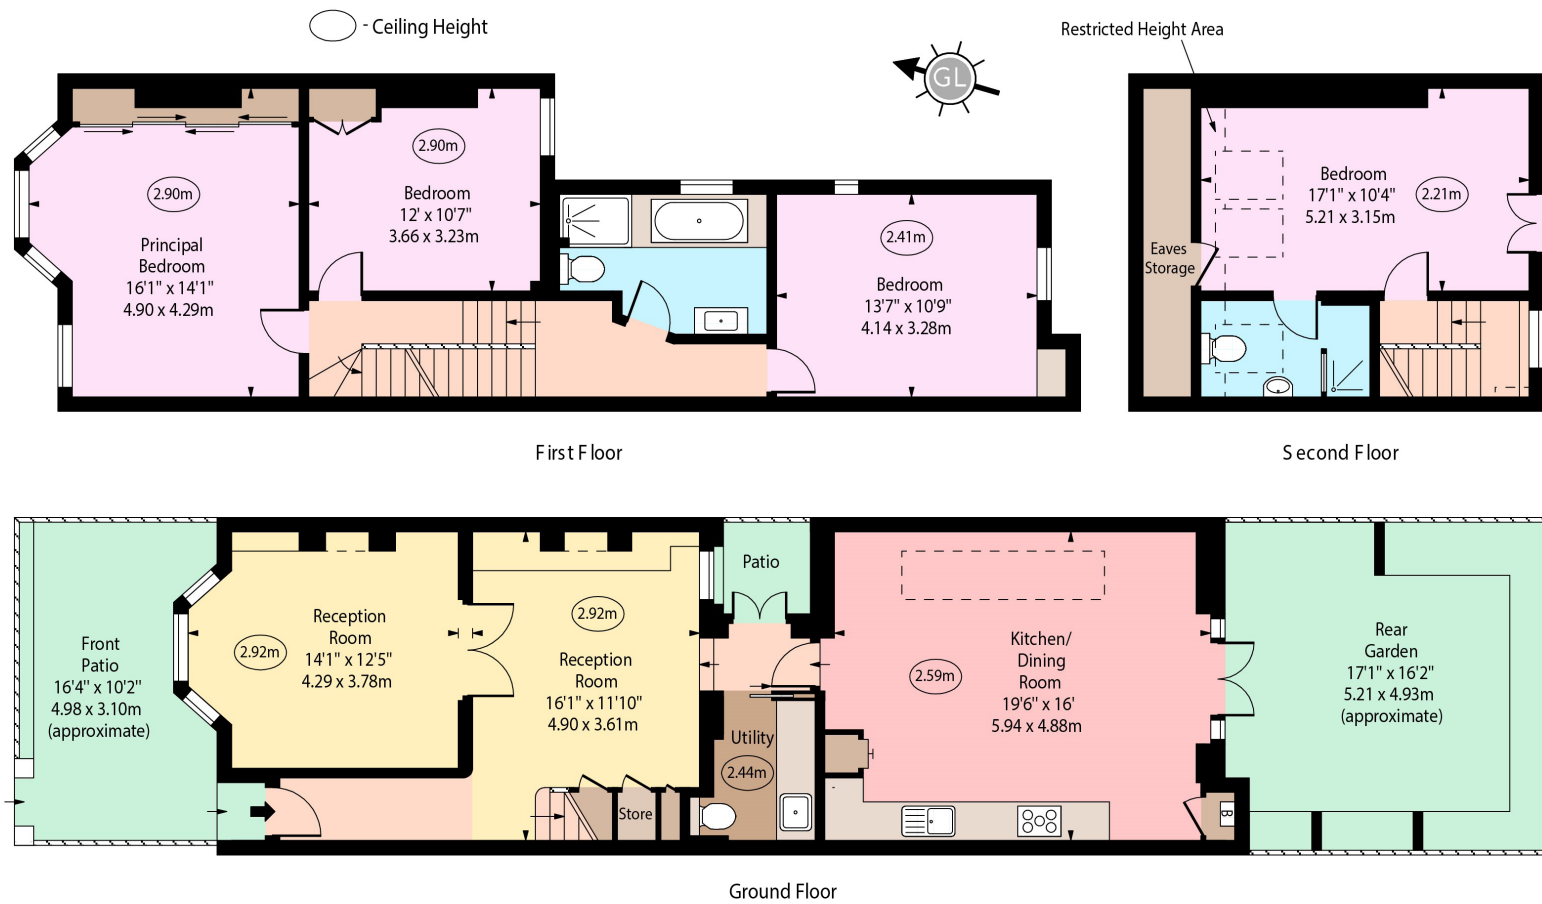 - Ceiling Height
GL
Restricted Height Area
2.90m
Principal
Bedroom
16'1" x 14'1"
4.90 x 4.29m
2.90m
Bedroom
12' x 10'7"
3.66 x 3.23m
2.41m
Bedroom
13'7" x 10'9"
4.14 x 3.28m
First Floor
Bedroom
17'1" x 10'4"
5.21 x 3.15m
2.21m
Eaves
Storage
Second Floor
Front
Patio
16'4" x 10'2"
4.98 x 3.10m
(approximate)
2.92m
Reception
Room
14'1" x 12'5"
4.29 x 3.78m
2.92m
Reception
Room
16'1" x 11'10"
4.90 x 3.61m
Store
Patio
Utility
2.44m
2.59m
Kitchen/
Dining
Room
19'6" x 16'
5.94 x 4.88m
B
Rear
Garden
17'1" x 16'2"
5.21 x 4.93m
(approximate)
Ground Floor